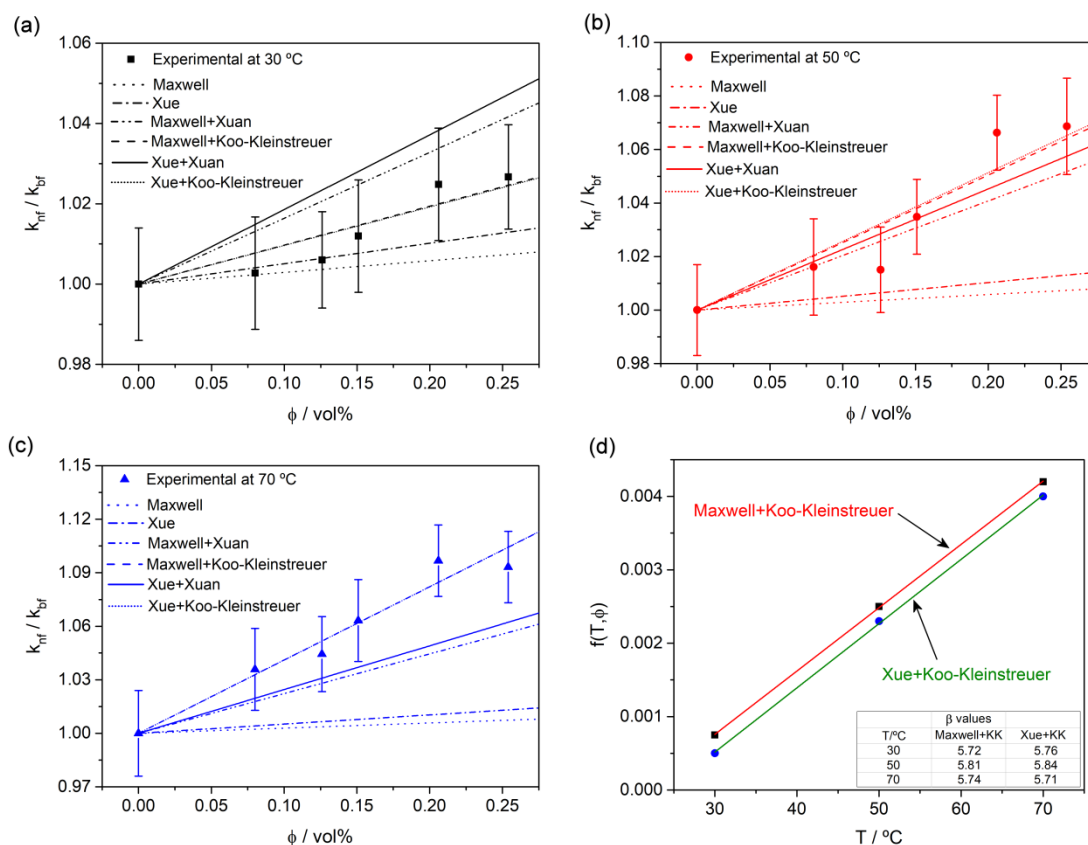 (a)
1.06
1.04
1.02
1.00
0.98
k_nf / k_bf
Experimental at 30 ºC
Maxwell
Xue
Maxwell+Xuan
Maxwell+Koo-Kleinstreuer
Xue+Xuan
Xue+Koo-Kleinstreuer
0.00 0.05 0.10 0.15 0.20 0.25
ϕ / vol%
(b)
1.10
1.08
1.06
1.04
1.02
1.00
0.98
k_nf / k_bf
Experimental at 50 ºC
Maxwell
Xue
Maxwell+Xuan
Maxwell+Koo-Kleinstreuer
Xue+Xuan
Xue+Koo-Kleinstreuer
0.00 0.05 0.10 0.15 0.20 0.25
ϕ / vol%
(c)
1.15
1.12
1.09
1.06
1.03
1.00
0.97
k_nf / k_bf
Experimental at 70 ºC
Maxwell
Xue
Maxwell+Xuan
Maxwell+Koo-Kleinstreuer
Xue+Xuan
Xue+Koo-Kleinstreuer
0.00 0.05 0.10 0.15 0.20 0.25
ϕ / vol%
(d)
0.004
0.003
0.002
0.001
0.000
f(T,ϕ)
Maxwell+Koo-Kleinstreuer
Xue+Koo-Kleinstreuer
β values
T/ºC Maxwell+KK Xue+KK
30 5.72 5.76
50 5.81 5.84
70 5.74 5.71
30 40 50 60 70
T / ºC